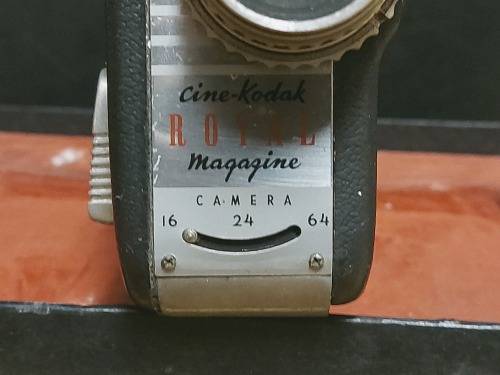 Cine-Kodak
ROYAL
Magazine
CAMERA
16 24 64